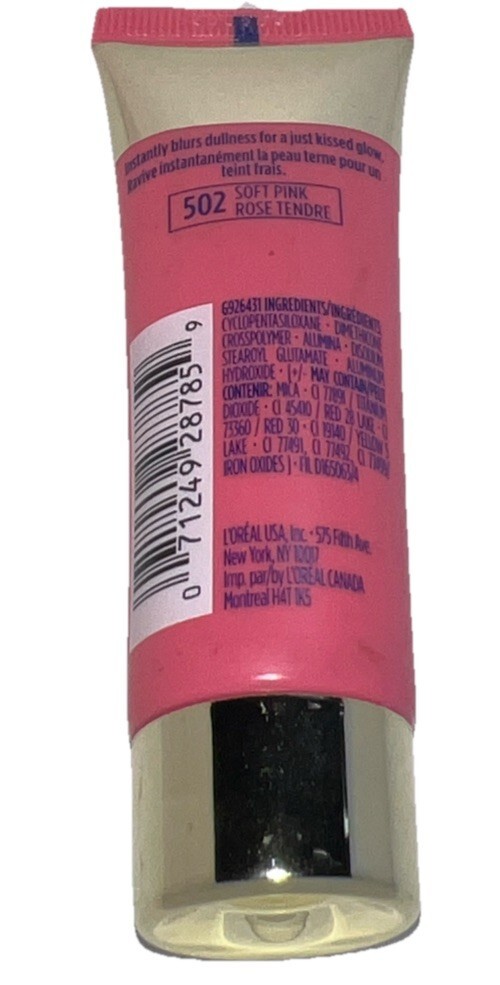 Instantly blurs dullness for a just kissed glow.
Ravive instantanément la peau terne pour un
teint frais.
502 SOFT PINK
ROSE TENDRE
G926431 INGREDIENTS/INGRÉDIENTS
CYCLOPENTASILOXANE • DIMETHICONE
CROSSPOLYMER • ALUMINA • DISODIUM
STEAROYL GLUTAMATE • ALUMINUM
HYDROXIDE • [+/- MAY CONTAIN/PEUT
CONTENIR: MICA • CI 77891 / TITANIUM
DIOXIDE • CI 45410 / RED 28 LAKE • CI
73360 / RED 30 • CI 19140 / YELLOW 5
LAKE • CI 77491, CI 77492, CI 77499
IRON OXIDES ] • FIL
L'ORÉAL USA, Inc. • 575 Fifth Ave.
New York, NY 10017
Imp. par/by L'ORÉAL CANADA
Montreal H4T 1K5
0 71249 28785 9